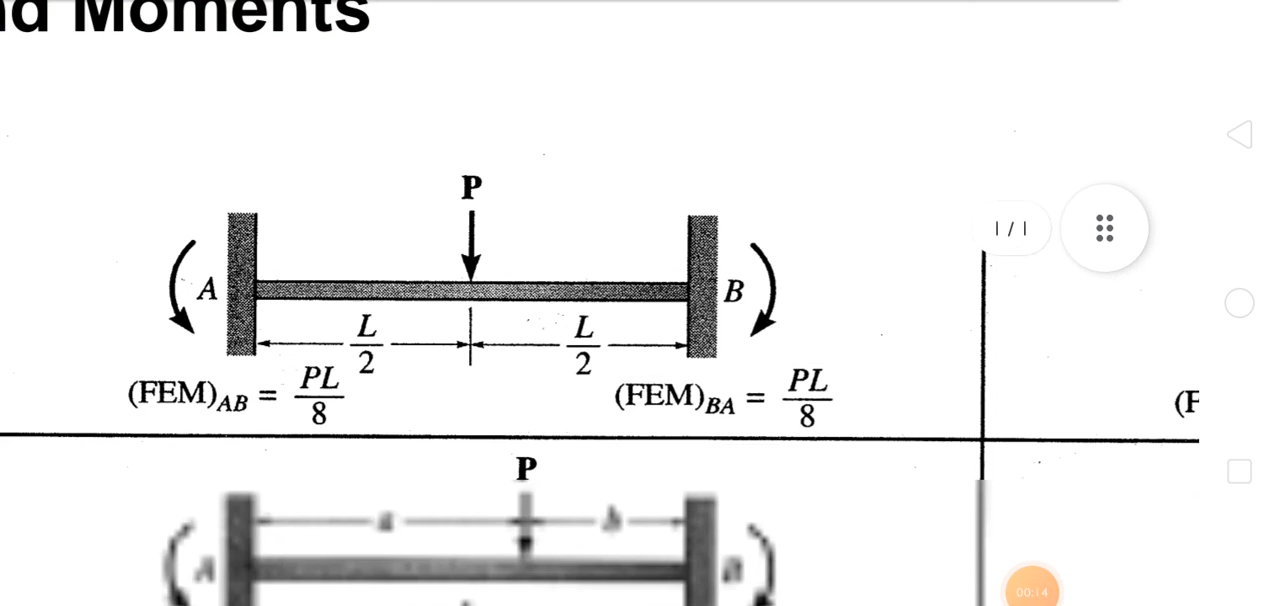 nd Moments
P
A
B
L/2 L/2
(FEM)AB = PL/8 (FEM)BA = PL/8
1 / 1
(F
P
a b
A B
00:14